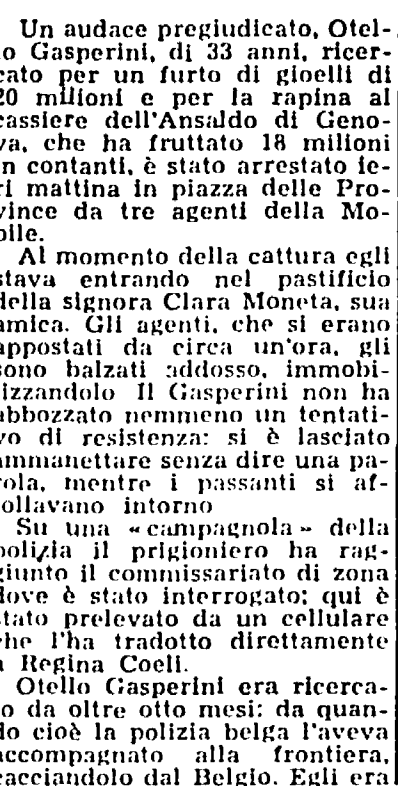 Un audace pregiudicato, Otel-
lo Gasperini, di 33 anni, ricer-
cato per un furto di gioelli di
20 milioni e per la rapina al
cassiere dell'Ansaldo di Geno-
va, che ha fruttato 18 milioni
in contanti, è stato arrestato ie-
ri mattina in piazza delle Pro-
vince da tre agenti della Mo-
bile.
Al momento della cattura egli
stava entrando nel pastificio
della signora Clara Moneta, sua
amica. Gli agenti, che si erano
appostati da circa un'ora, gli
sono balzati addosso, immobi-
lizzandolo Il Gasperini non ha
abbozzato nemmeno un tentati-
vo di resistenza: si è lasciato
ammanettare senza dire una pa-
rola, mentre i passanti si af-
follavano intorno
Su una «campagnola» della
polizia il prigioniero ha rag-
giunto il commissariato di zona
dove è stato interrogato; qui è
stato prelevato da un cellulare
che l'ha tradotto direttamente
a Regina Coeli.
Otello Gasperini era ricerca-
to da oltre otto mesi: da quan-
do cioè la polizia belga l'aveva
accompagnato alla frontiera,
cacciandolo dal Belgio. Egli era